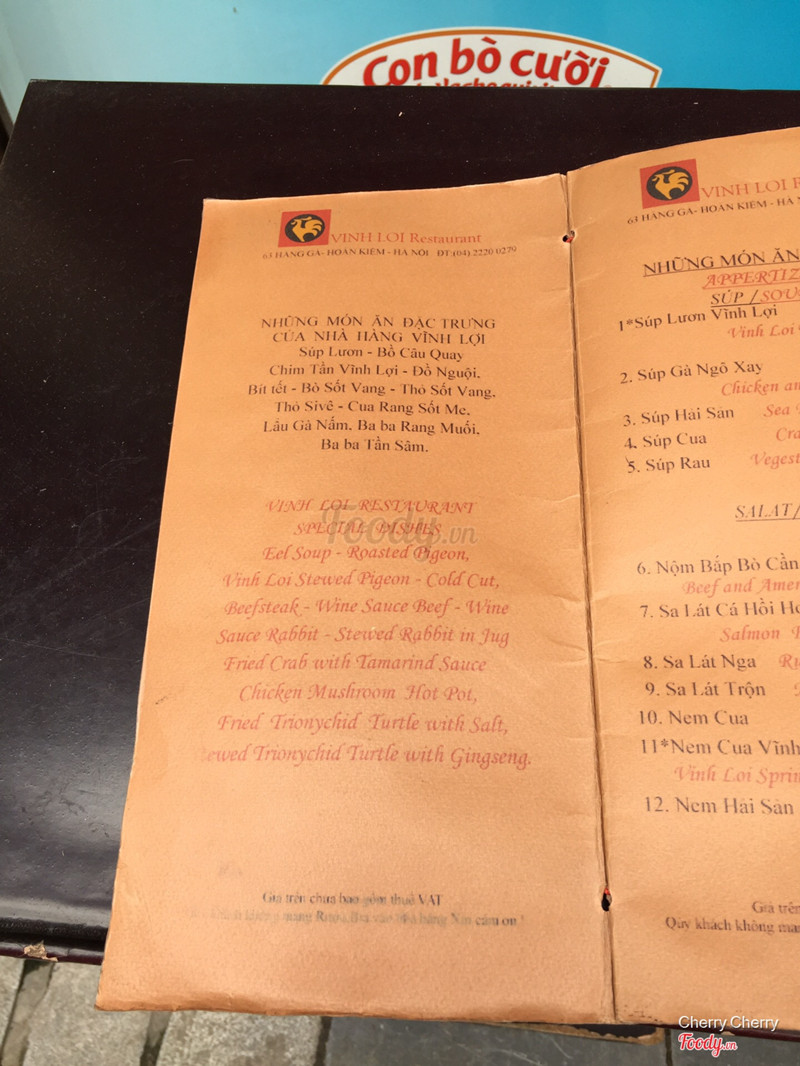 Con bò cười
VINH LOI Restaurant
63 HÀNG GÀ- HOÀN KIẾM - HÀ NỘI ĐT (04) 2220 0279
NHỮNG MÓN ĂN ĐẶC TRƯNG
CỦA NHÀ HÀNG VĨNH LỢI
Súp Lươn - Bồ Câu Quay
Chim Tần Vĩnh Lợi - Đồ Nguội,
Bít tết - Bò Sốt Vang - Thỏ Sốt Vang,
Thỏ Sivê - Cua Rang Sốt Me,
Lẩu Gà Nấm, Ba ba Rang Muối,
Ba ba Tần Sâm.
VINH LOI RESTAURANT
SPECIAL DISHES
Eel Soup - Roasted Pigeon,
Vinh Loi Stewed Pigeon - Cold Cut,
Beefsteak - Wine Sauce Beef - Wine
Sauce Rabbit - Stewed Rabbit in Jug
Fried Crab with Tamarind Sauce
Chicken Mushroom Hot Pot,
Fried Trionychid Turtle with Salt,
ewed Trionychid Turtle with Gingseng.
Giá trên chưa bao gồm thuế VAT
VINH LOI R
63 HÀNG GÀ- HOÀN KIẾM - HÀ N
NHỮNG MÓN ĂN
APPERTIZ
SÚP / SOU
1*Súp Lươn Vĩnh Lợi
Vinh Loi
2. Súp Gà Ngô Xay
Chicken an
3. Súp Hải Sản Sea
4. Súp Cua Cra
5. Súp Rau Vegest
SALAT /
6. Nộm Bắp Bò Cần
Beef and Amer
7. Sa Lát Cá Hồi Ho
Salmon
8. Sa Lát Nga Ru
9. Sa Lát Trộn
10. Nem Cua
11*Nem Cua Vĩnh
Vinh Loi Sprin
12. Nem Hải Sản
Giá trên
Qúy khách không man
Foody.vn
Cherry Cherry
Foody.vn